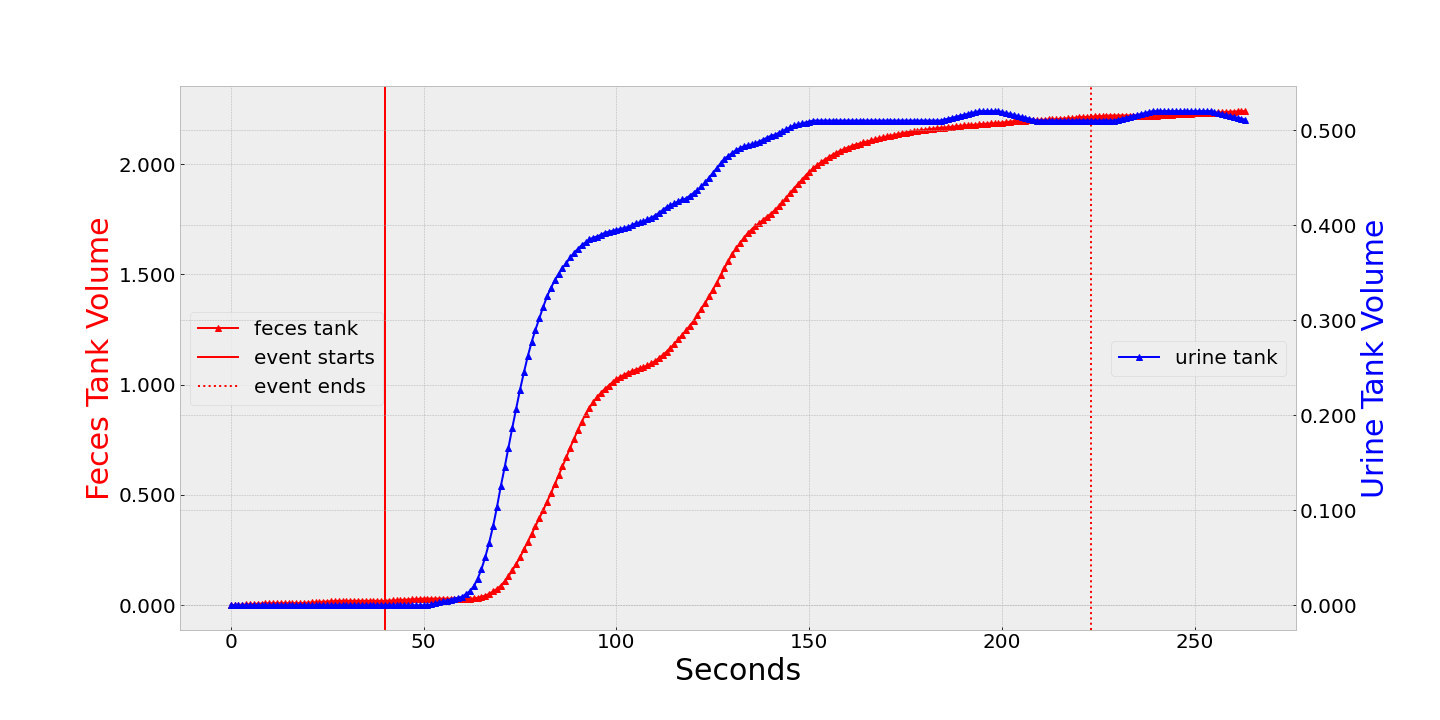 Feces Tank Volume
2.000
1.500
1.000
0.500
0.000
feces tank
event starts
event ends
urine tank
0.500
0.400
0.300
0.200
0.100
0.000
Urine Tank Volume
0 50 100 150 200 250
Seconds